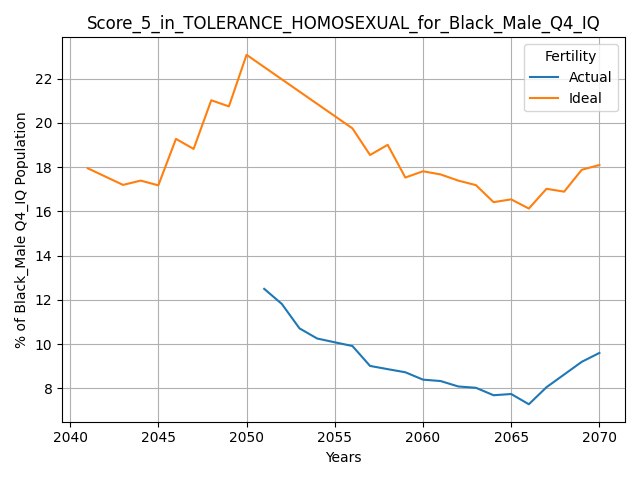 Score_5_in_TOLERANCE_HOMOSEXUAL_for_Black_Male_Q4_IQ
Fertility
Actual
Ideal
% of Black_Male Q4_IQ Population
22
20
18
16
14
12
10
8
2040 2045 2050 2055 2060 2065 2070
Years